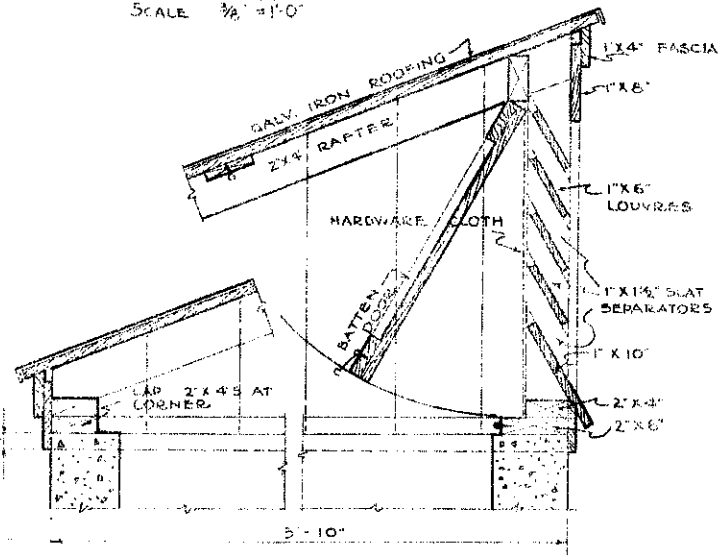 SCALE 3/8" = 1'-0"
GALV. IRON ROOFING
1"X4" FASCIA
1"X8"
2"X4" RAFTER
1"X6"
LOUVRES
HARDWARE CLOTH
1"X1½" SLAT
SEPARATORS
BATTEN
DOOR
1"X10"
LAP 2"X4'S AT
CORNER
2"X4"
2"X6"
3'-10"